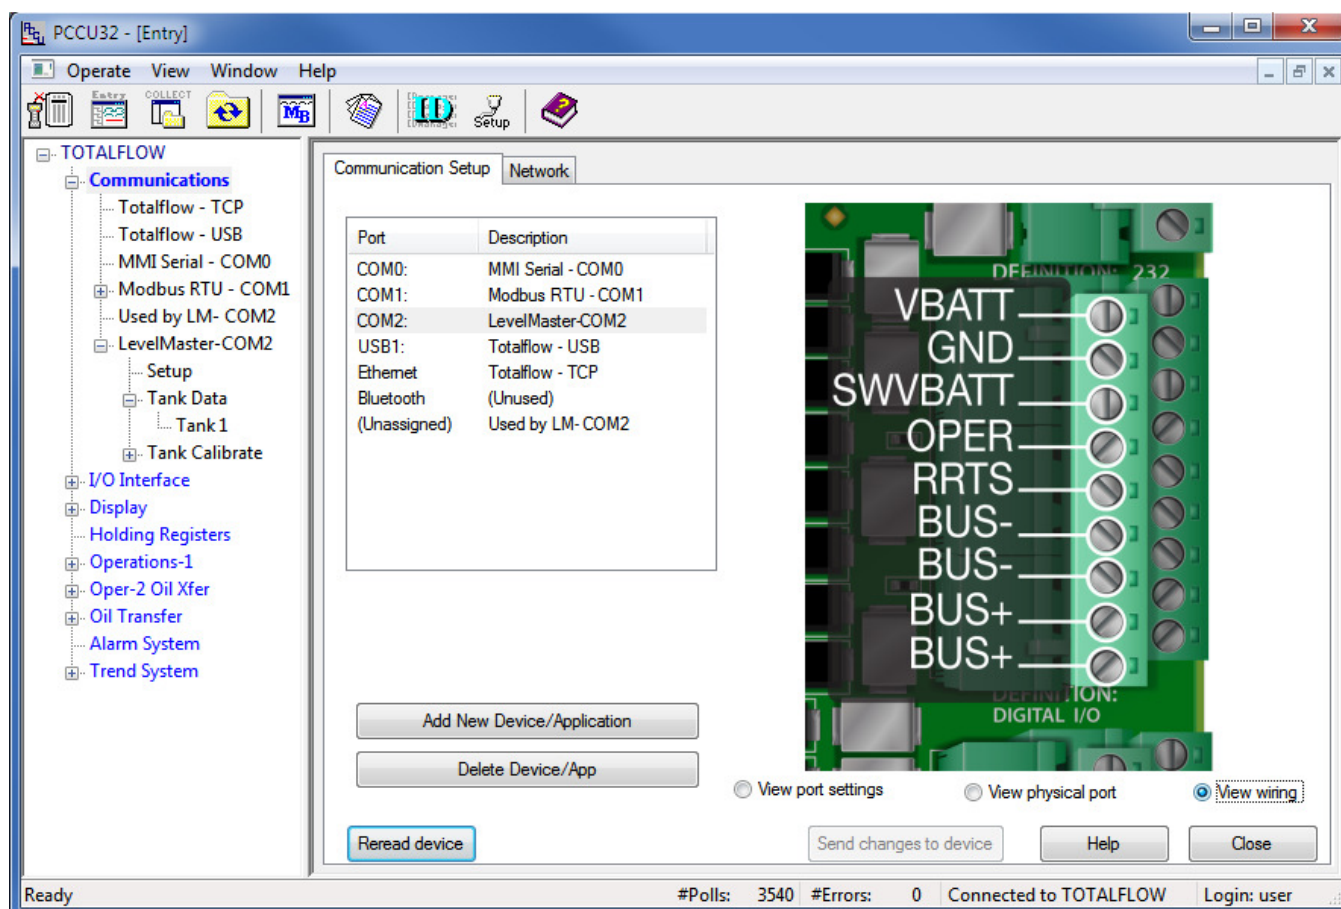 PCCU32 - [Entry]
Operate View Window Help
Entry
COLLECT
MB
ID
Setup
TOTALFLOW
Communications
Totalflow - TCP
Totalflow - USB
MMI Serial - COM0
Modbus RTU - COM1
Used by LM- COM2
LevelMaster-COM2
Setup
Tank Data
Tank 1
Tank Calibrate
I/O Interface
Display
Holding Registers
Operations-1
Oper-2 Oil Xfer
Oil Transfer
Alarm System
Trend System
Communication Setup Network
Port Description
COM0: MMI Serial - COM0
COM1: Modbus RTU - COM1
COM2: LevelMaster-COM2
USB1: Totalflow - USB
Ethernet Totalflow - TCP
Bluetooth (Unused)
(Unassigned) Used by LM- COM2
Add New Device/Application
Delete Device/App
DEFINITION: 232
VBATT
GND
SWVBATT
OPER
RRTS
BUS-
BUS-
BUS+
BUS+
DEFINITION:
DIGITAL I/O
View port settings View physical port View wiring
Reread device Send changes to device Help Close
Ready #Polls: 3540 #Errors: 0 Connected to TOTALFLOW Login: user